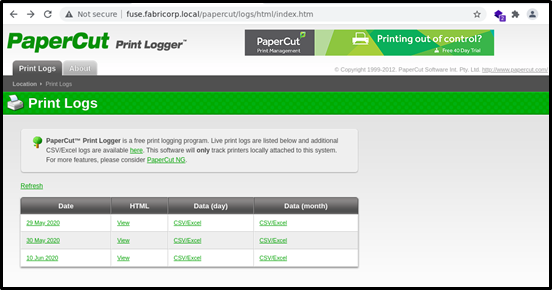 Not secure | fuse.fabricorp.local/papercut/logs/html/index.htm
PaperCut Print Logger™
PaperCut
Print Management
Printing out of control?
Free 40 Day Trial
Print Logs
About
© Copyright 1999-2012. PaperCut Software Int. Pty. Ltd, http://www.papercut.com/
Location Print Logs
Print Logs
PaperCut™ Print Logger is a free print logging program. Live print logs are listed below and additional
CSV/Excel logs are available here. This software will only track printers locally attached to this system.
For more features, please consider PaperCut NG.
Refresh
Date HTML Data (day) Data (month)
29 May 2020 View CSV/Excel CSV/Excel
30 May 2020 View CSV/Excel CSV/Excel
10 Jun 2020 View CSV/Excel CSV/Excel